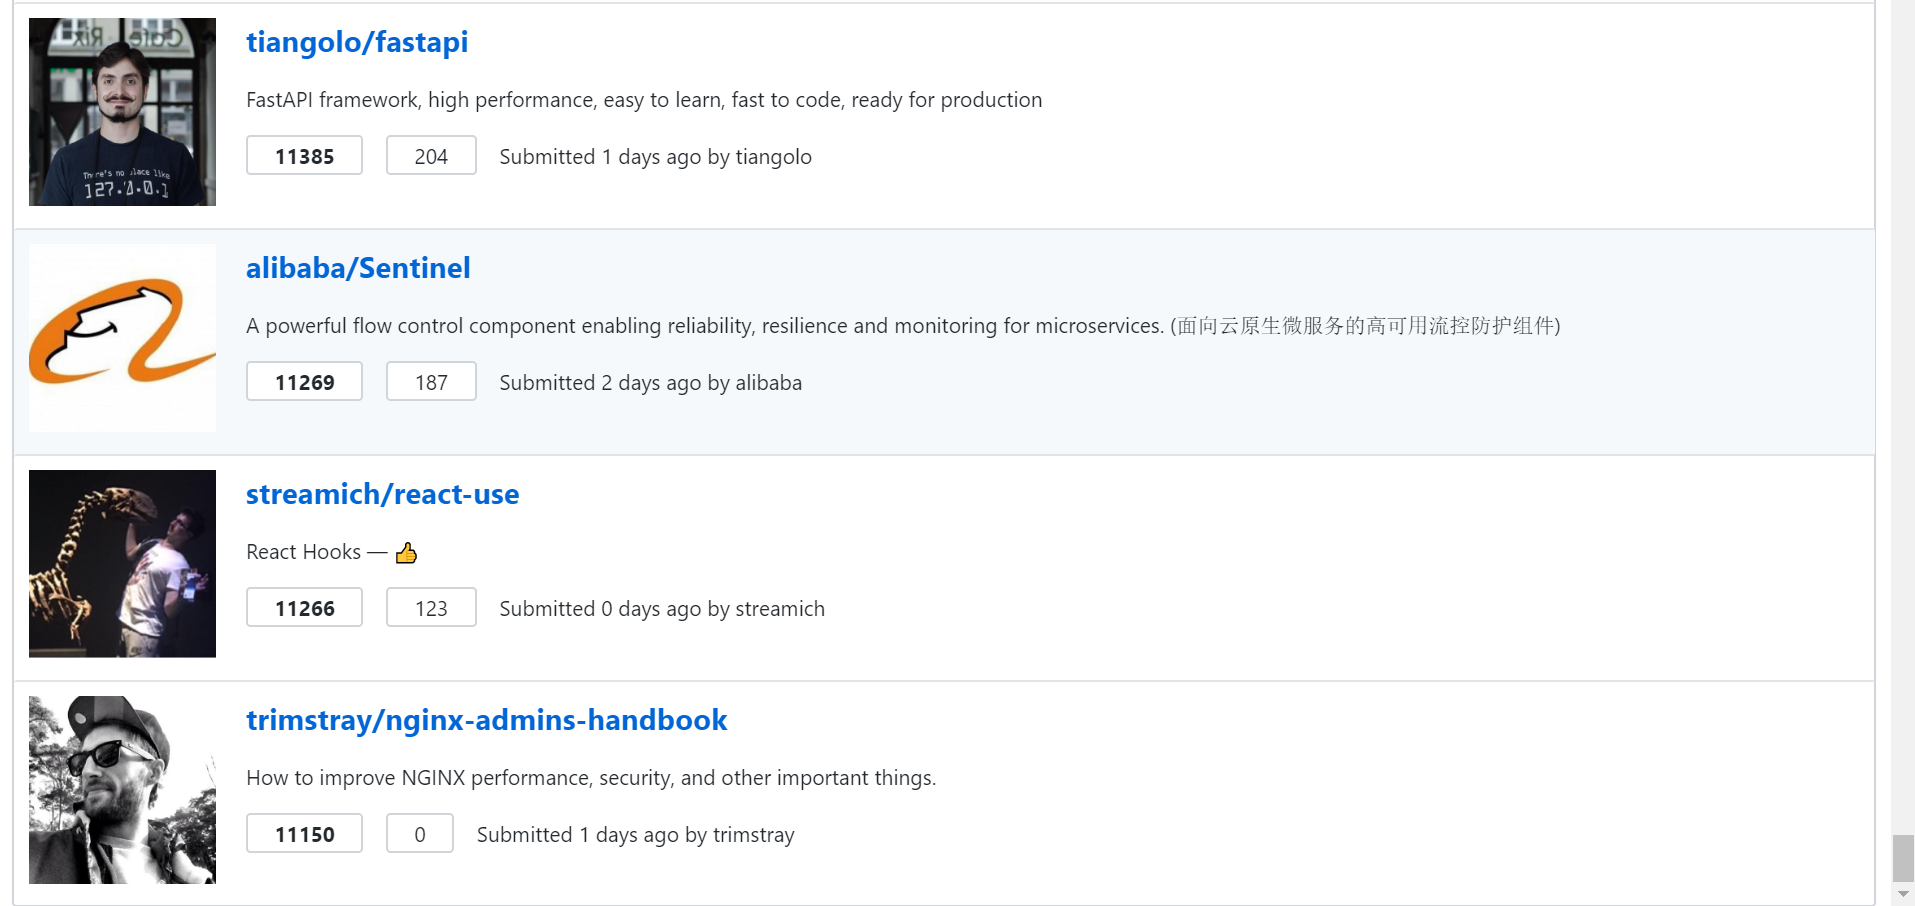 Cafe Rix
There's no place like
127.0.0.1
tiangolo/fastapi
FastAPI framework, high performance, easy to learn, fast to code, ready for production
11385 204 Submitted 1 days ago by tiangolo
alibaba/Sentinel
A powerful flow control component enabling reliability, resilience and monitoring for microservices. (面向云原生微服务的高可用流控防护组件)
11269 187 Submitted 2 days ago by alibaba
streamich/react-use
React Hooks — 👍
11266 123 Submitted 0 days ago by streamich
trimstray/nginx-admins-handbook
How to improve NGINX performance, security, and other important things.
11150 0 Submitted 1 days ago by trimstray